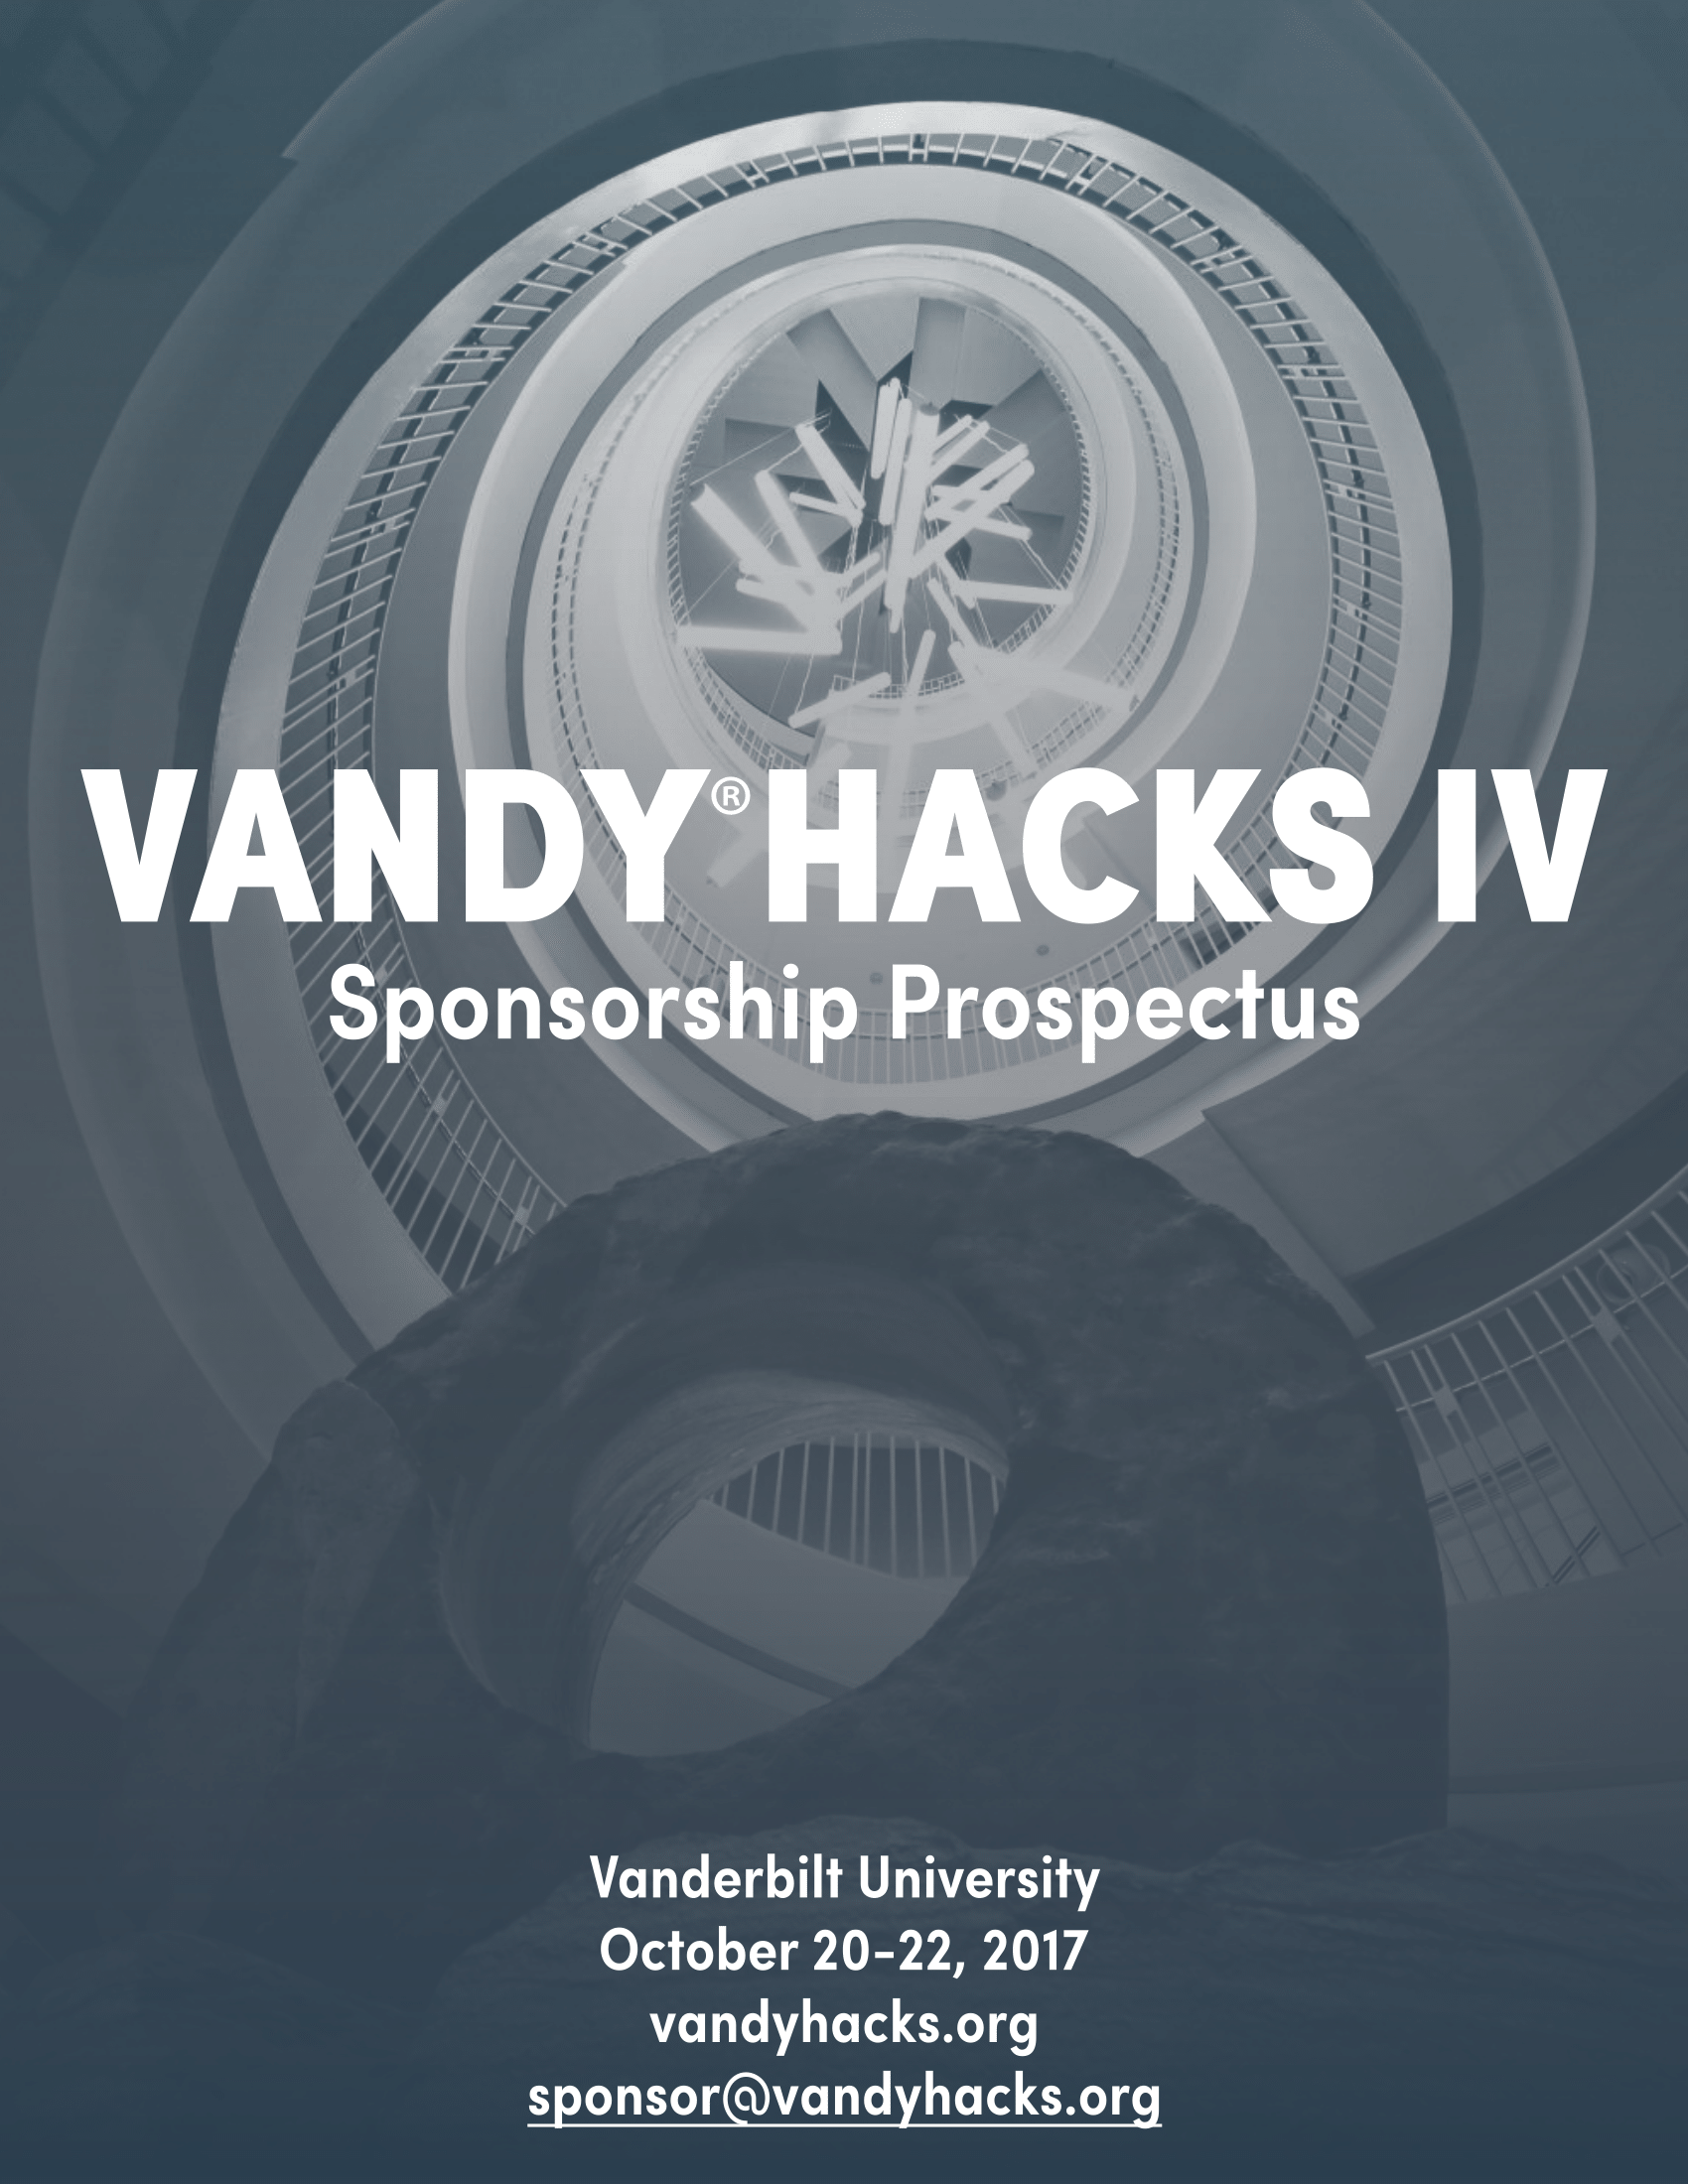 VANDY® HACKS IV
Sponsorship Prospectus
Vanderbilt University
October 20-22, 2017
vandyhacks.org
sponsor@vandyhacks.org